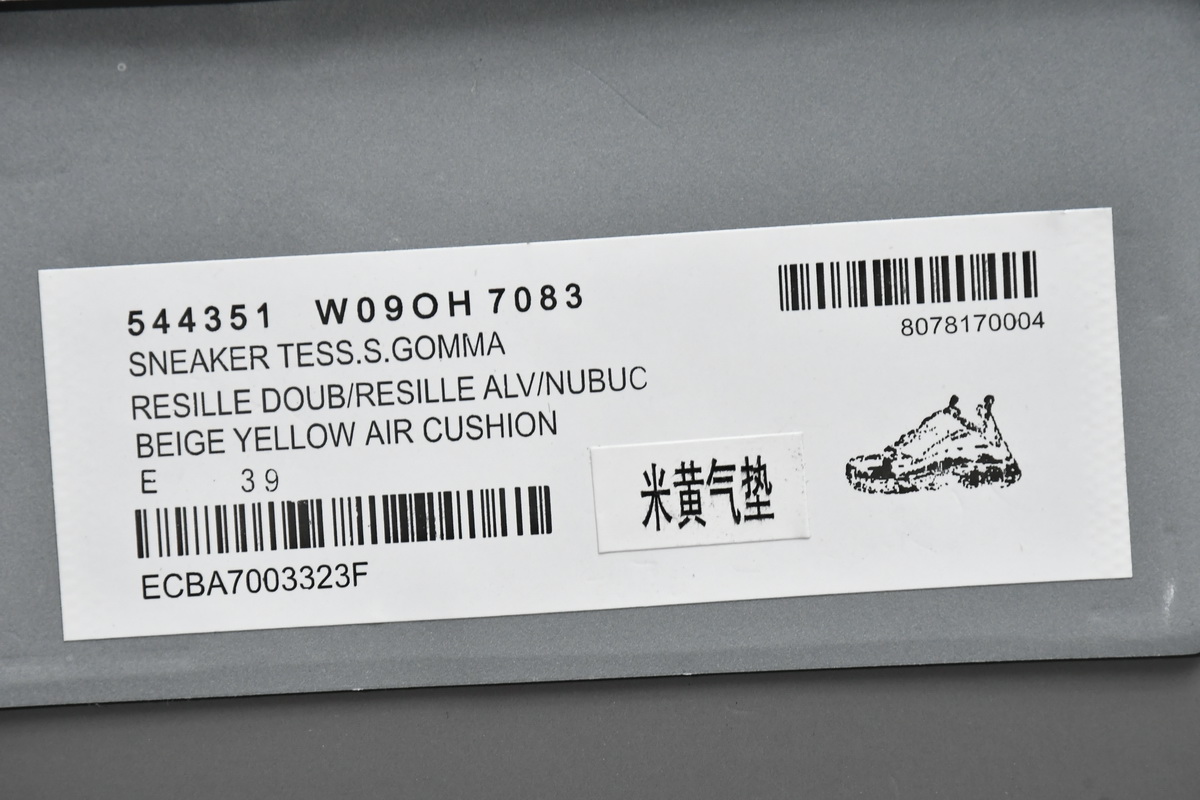 544351 W09OH 7083
SNEAKER TESS.S.GOMMA
RESILLE DOUB/RESILLE ALV/NUBUC
BEIGE YELLOW AIR CUSHION
E 39
ECBA7003323F
8078170004
米黄气垫